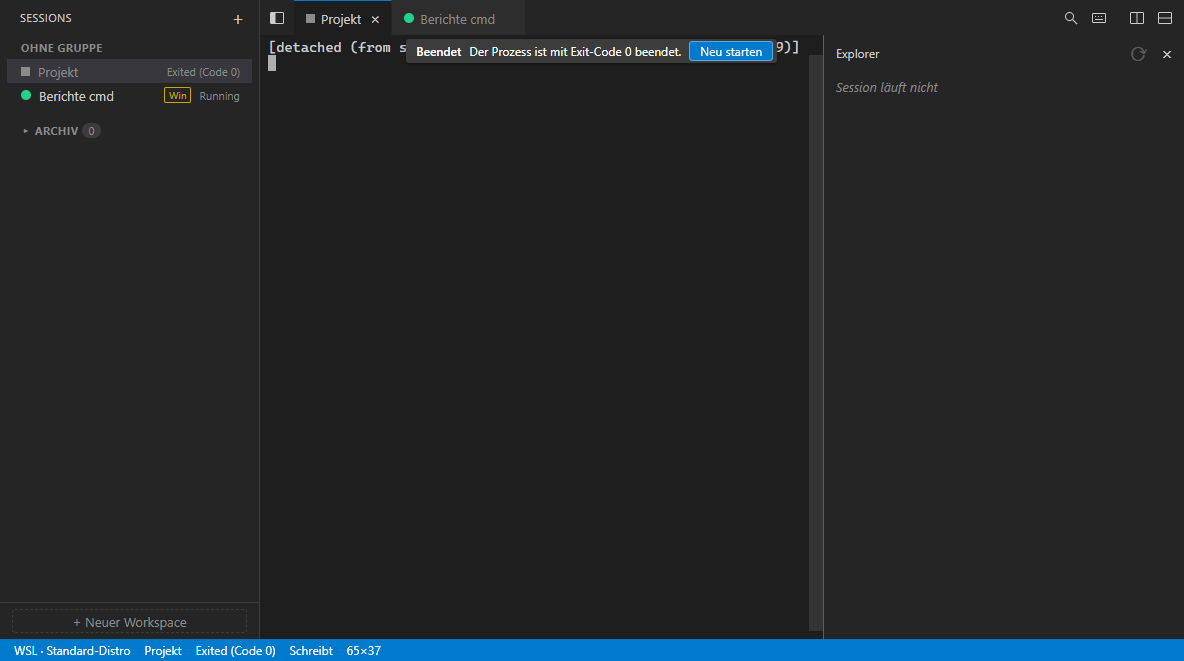 SESSIONS
+
OHNE GRUPPE
Projekt Exited (Code 0)
Berichte cmd Win Running
ARCHIV 0
+ Neuer Workspace
Projekt ×
Berichte cmd
[detached (from s
9)]
Beendet Der Prozess ist mit Exit-Code 0 beendet. Neu starten
Explorer ×
Session läuft nicht
WSL · Standard-Distro Projekt Exited (Code 0) Schreibt 65×37